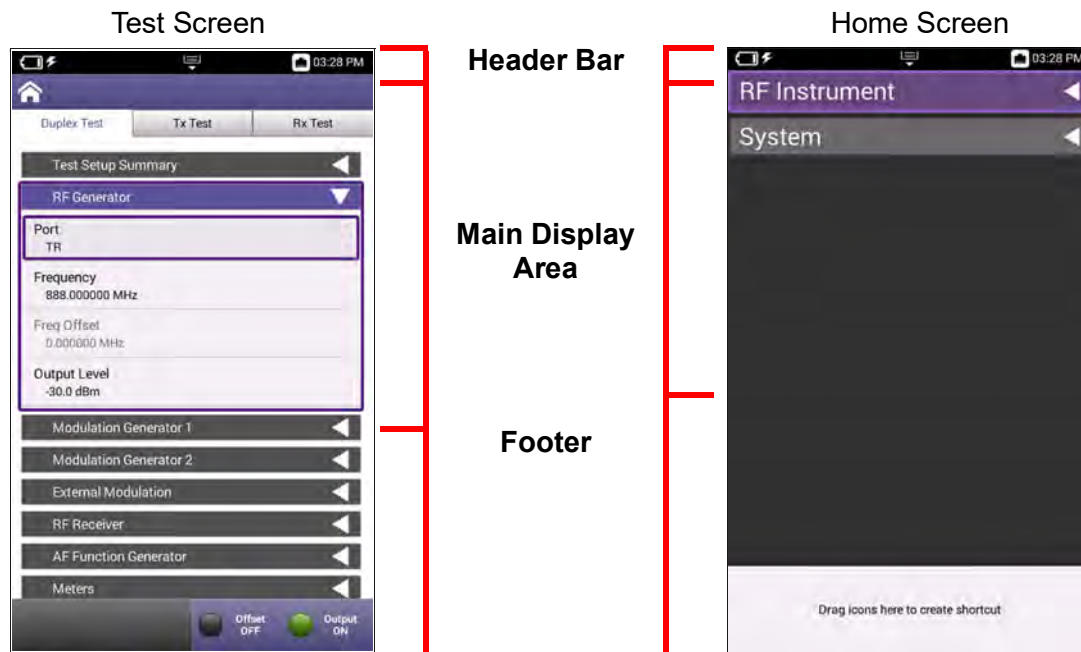 Test Screen
Home Screen
03:28 PM
Duplex Test
Tx Test
Rx Test
Test Setup Summary
RF Generator
Port
TR
Frequency
888.000000 MHz
Freq Offset
0.000000 MHz
Output Level
-30.0 dBm
Modulation Generator 1
Modulation Generator 2
External Modulation
RF Receiver
AF Function Generator
Meters
Offset
OFF
Output
ON
Header Bar
Main Display
Area
Footer
03:28 PM
RF Instrument
System
Drag icons here to create shortcut